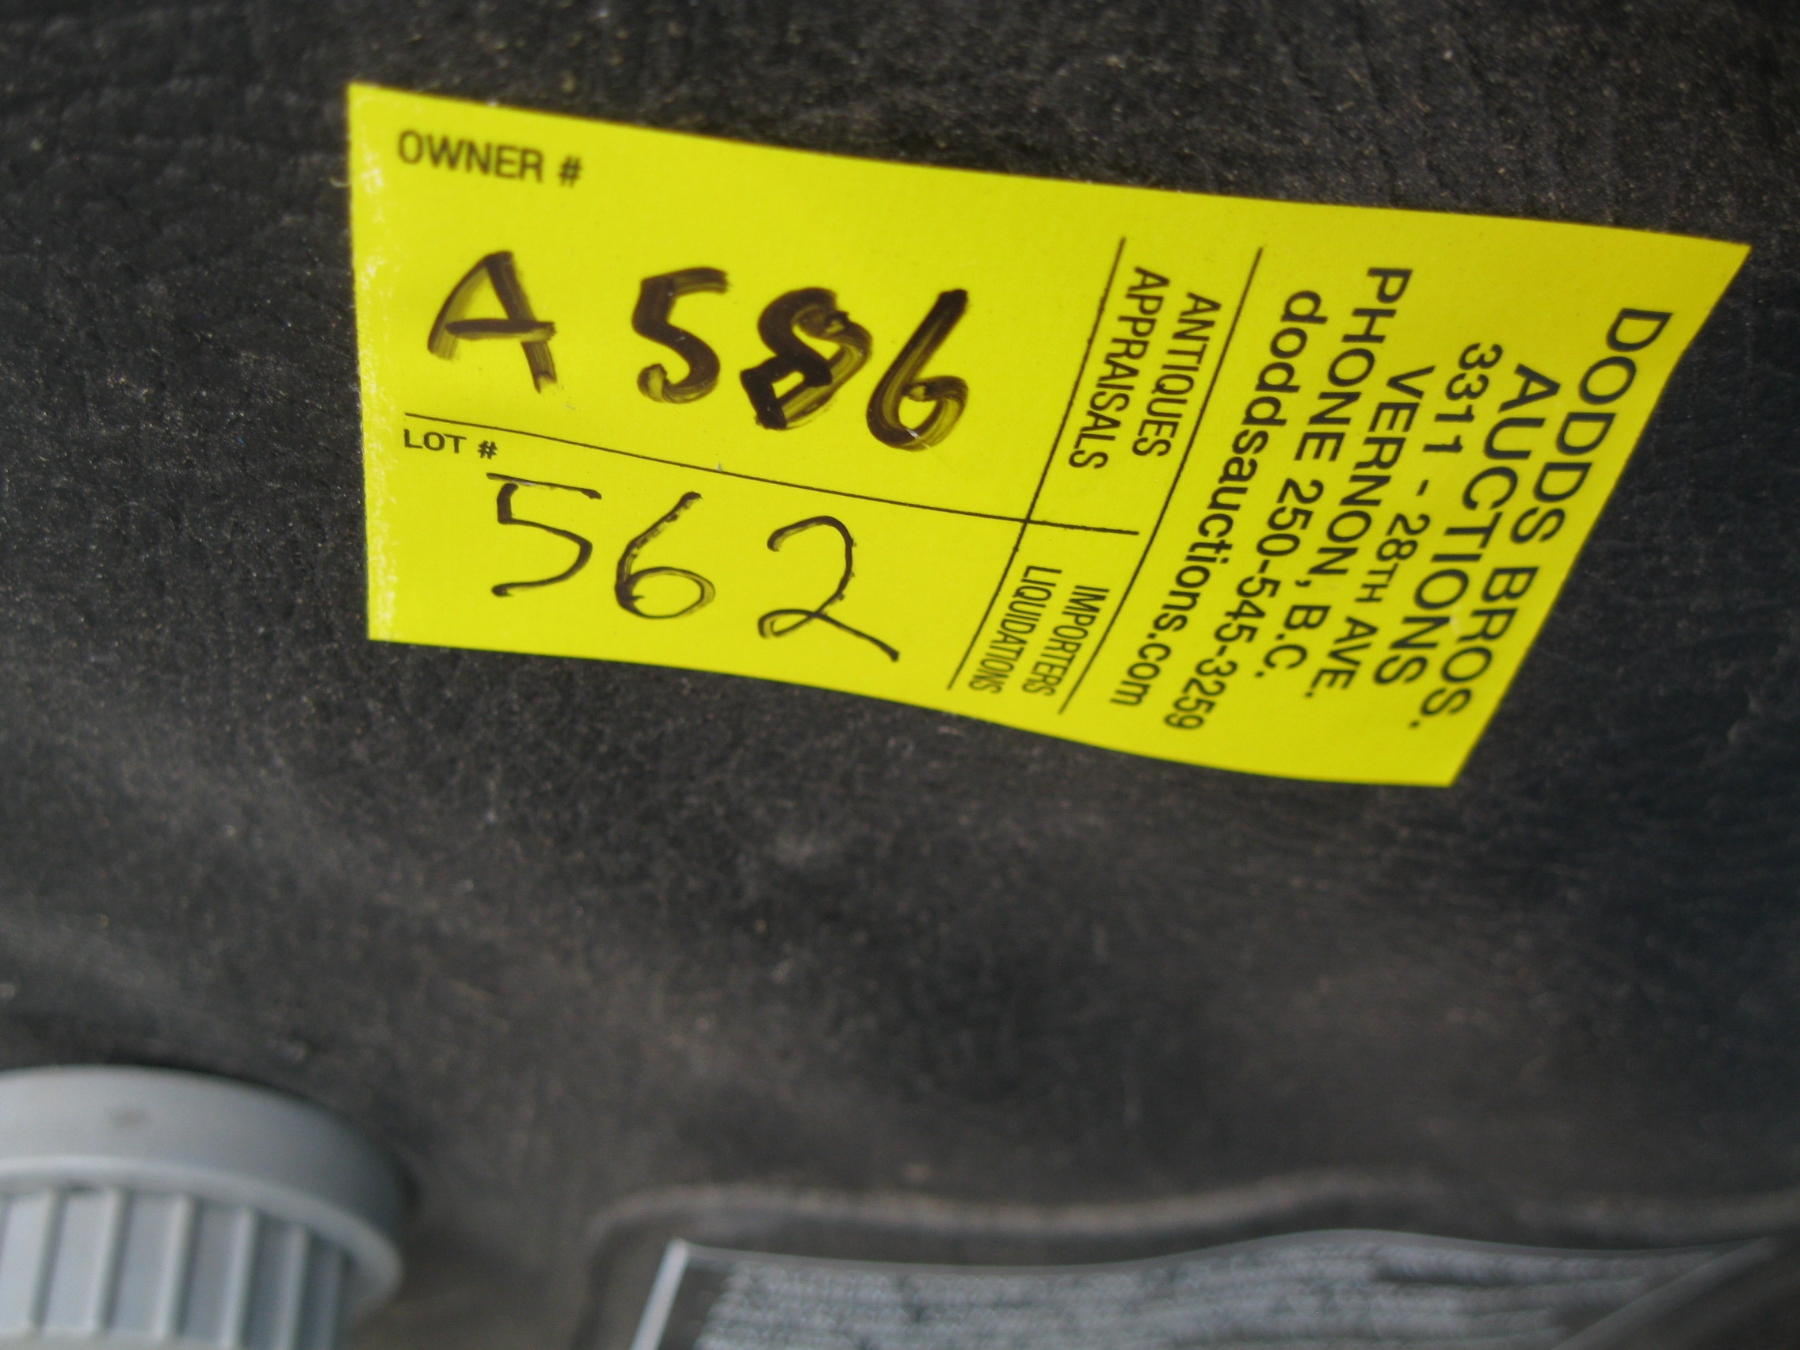 OWNER #
A 586
LOT #
562
ANTIQUES
APPRAISALS
IMPORTERS
LIQUIDATIONS
DODDS BROS.
AUCTIONS
3311 - 28TH AVE.
VERNON, B.C.
PHONE 250-545-3259
doddsauctions.com